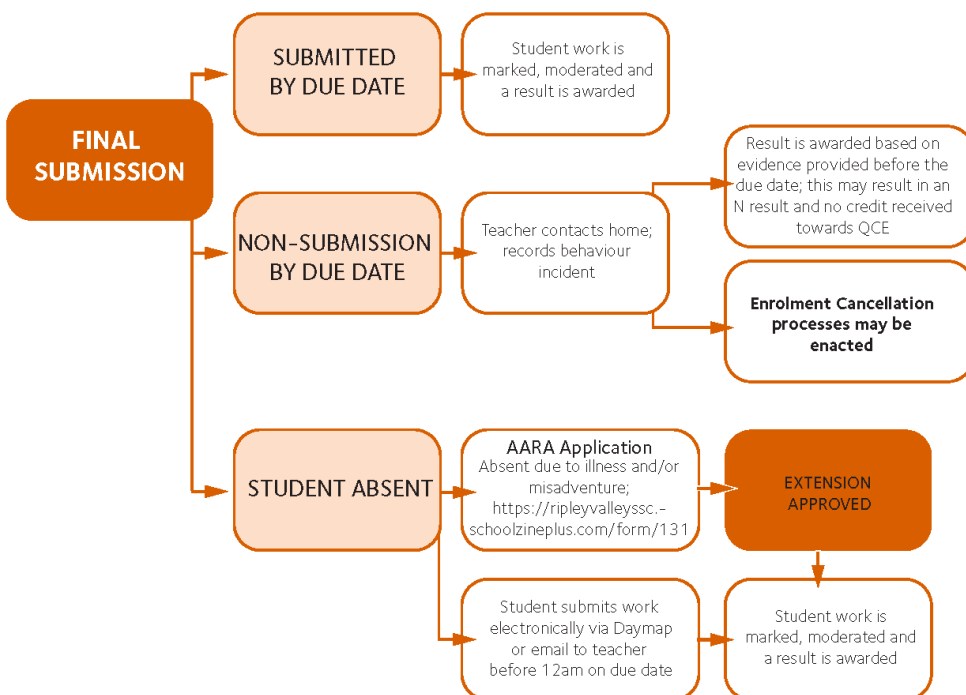 FINAL
SUBMISSION
SUBMITTED
BY DUE DATE
Student work is
marked, moderated and
a result is awarded
NON-SUBMISSION
BY DUE DATE
Teacher contacts home;
records behaviour
incident
Result is awarded based on
evidence provided before the
due date; this may result in an
N result and no credit received
towards QCE
Enrolment Cancellation
processes may be
enacted
STUDENT ABSENT
AARA Application
Absent due to illness and/or
misadventure;
https://ripleyvalleyssc.-
schoolzineplus.com/form/131
EXTENSION
APPROVED
Student submits work
electronically via Daymap
or email to teacher
before 12am on due date
Student work is
marked, moderated and
a result is awarded